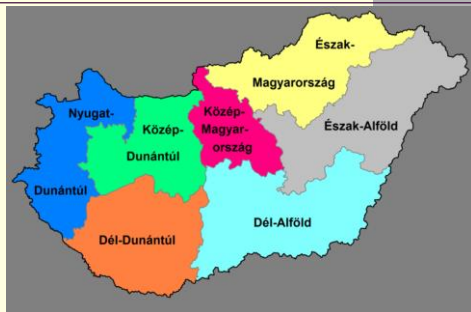 Észak-
Magyarország
Nyugat-
Dunántúl
Közép-
Dunántúl
Közép-
Magyar-
ország
Észak-Alföld
Dél-Dunántúl
Dél-Alföld